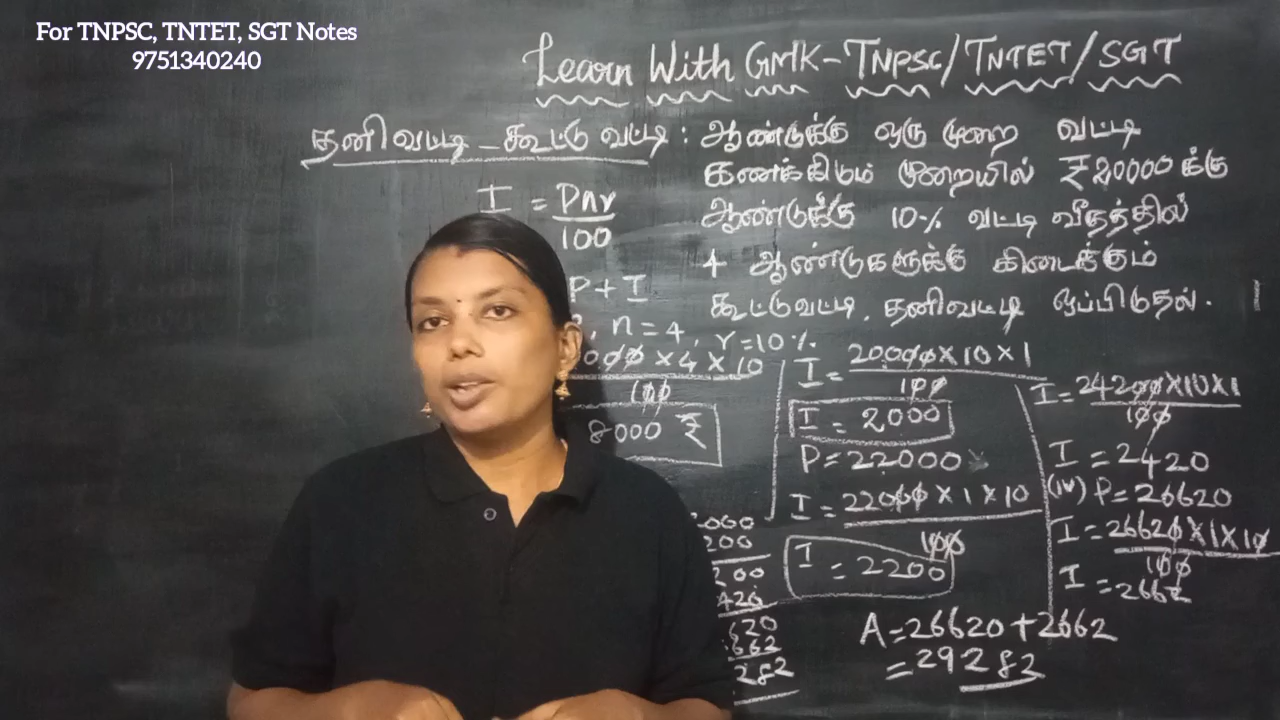 For TNPSC, TNTET, SGT Notes
9751340240
Learn With GMK-TNPSC/TNTET/SGT
தனிவட்டி - கூட்டு வட்டி : ஆண்டுக்கு ஒரு முறை வட்டி
கணக்கிடும் முறையில் ₹20000 க்கு
ஆண்டுக்கு 10% வட்டி வீதத்தில்
4 ஆண்டுகளுக்கு கிடைக்கும்
கூட்டுவட்டி, தனிவட்டி ஒப்பிடுதல்.
I = Pnr
100
P + I
, n = 4, r = 10%
× 4 × 10
100
8000 ₹
I = 20000 × 10 × 1
100
I = 2000
P = 22000
I = 22000 × 1 × 10
100
I = 2200
I = 24200 × 10 × 1
100
I = 2420
(iv) P = 26620
I = 26620 × 1 × 10
100
I = 2662
A = 26620 + 2662
= 29282